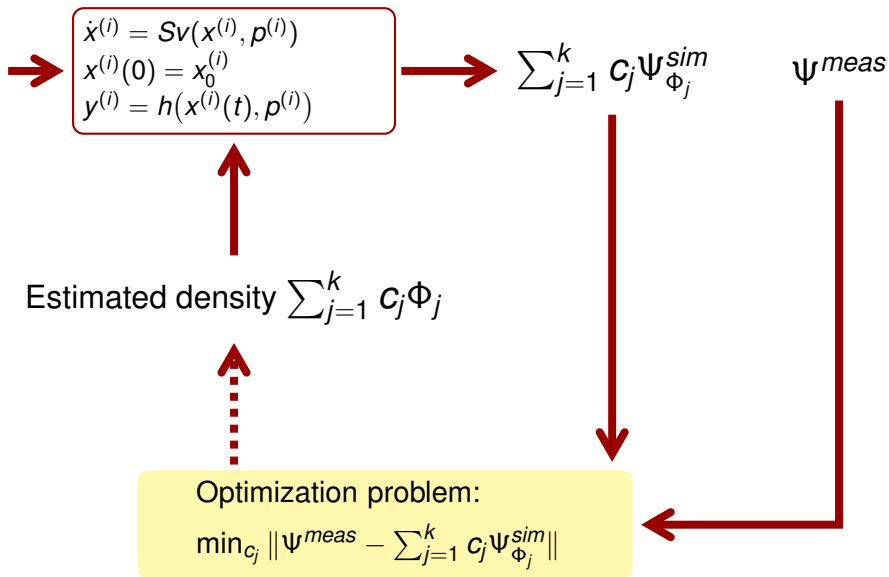 ẋ⁽ⁱ⁾ = Sv(x⁽ⁱ⁾, p⁽ⁱ⁾)
x⁽ⁱ⁾(0) = x₀⁽ⁱ⁾
y⁽ⁱ⁾ = h(x⁽ⁱ⁾(t), p⁽ⁱ⁾)
∑_{j=1}^{k} c_j Ψ_{Φ_j}^{sim}
Ψ^{meas}
Estimated density ∑_{j=1}^{k} c_j Φ_j
Optimization problem:
min_{c_j} ‖Ψ^{meas} − ∑_{j=1}^{k} c_j Ψ_{Φ_j}^{sim}‖